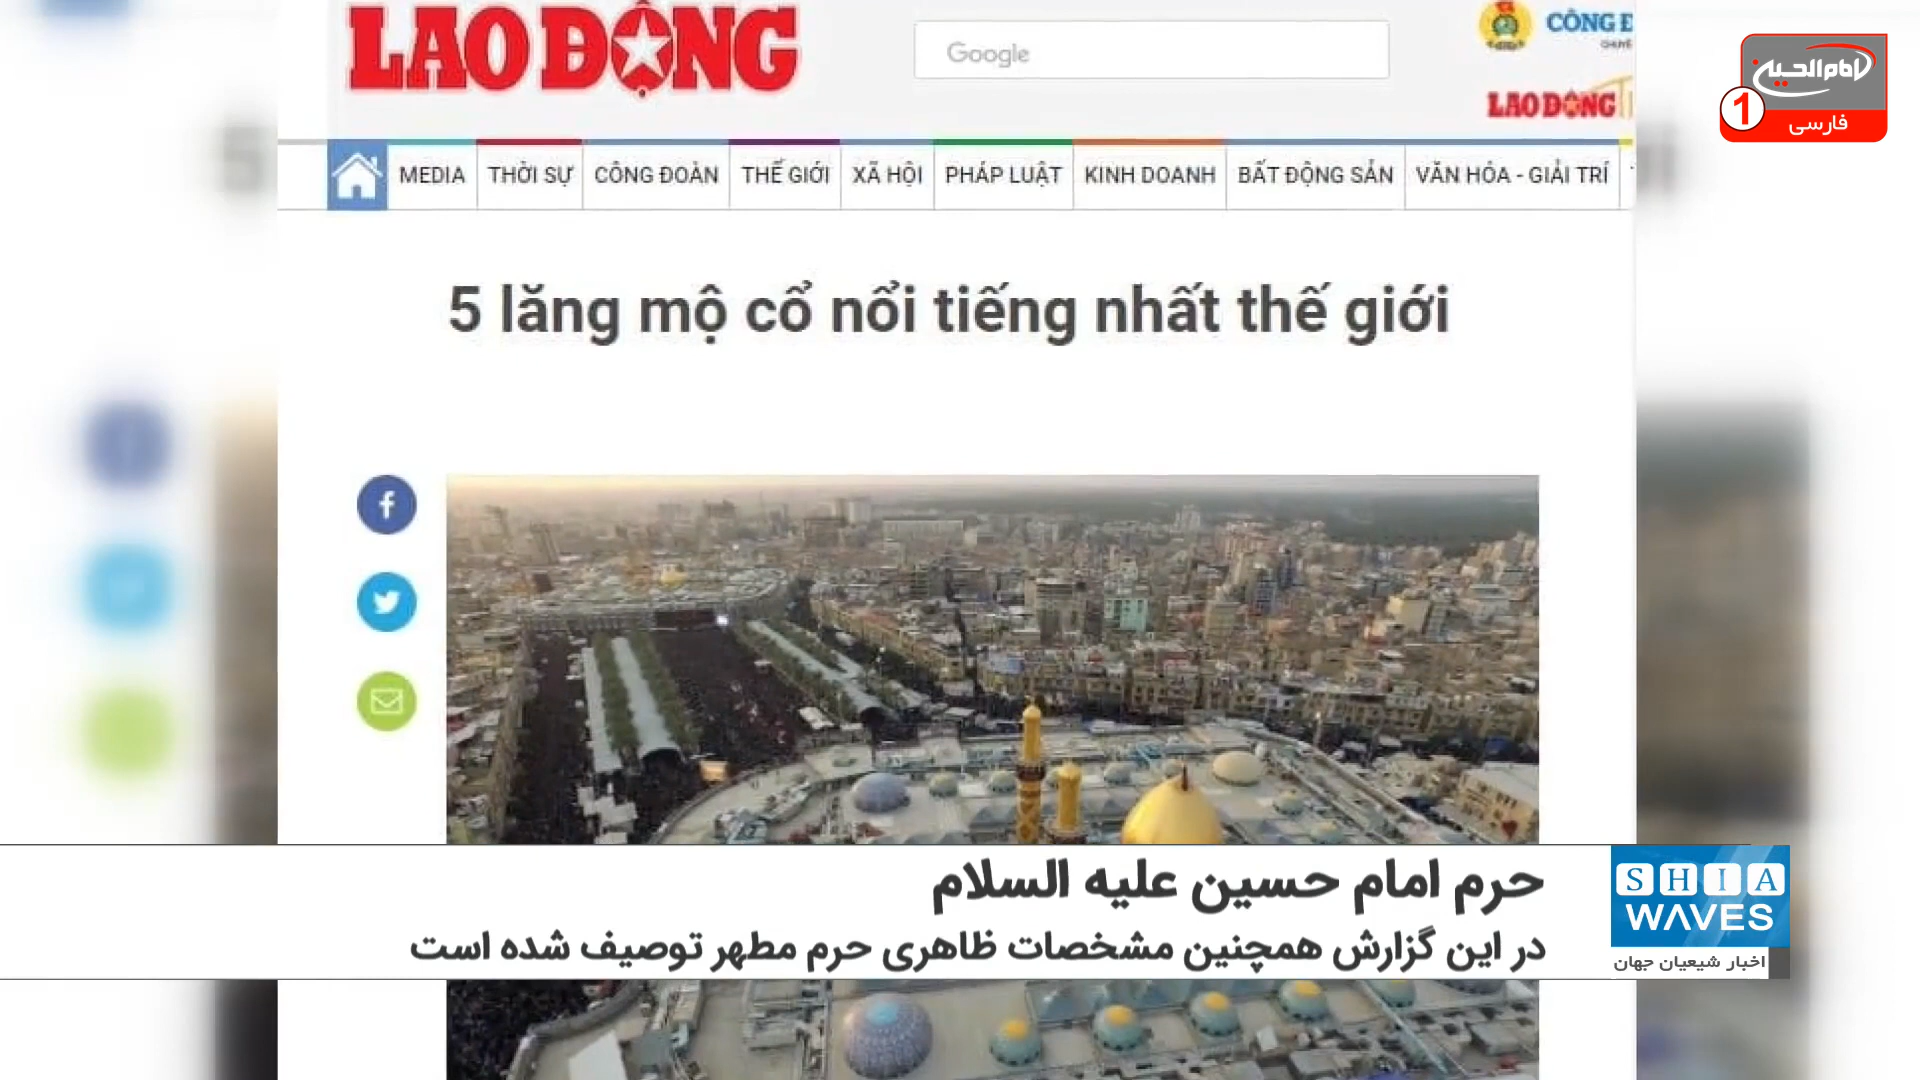 LAO ĐỘNG
Google
CÔNG Đ
LAO ĐỘNG
امام الحسین
1
فارسی
MEDIA THỜI SỰ CÔNG ĐOÀN THẾ GIỚI XÃ HỘI PHÁP LUẬT KINH DOANH BẤT ĐỘNG SẢN VĂN HÓA - GIẢI TRÍ
5 lăng mộ cổ nổi tiếng nhất thế giới
حرم امام حسین علیه السلام
در این گزارش همچنین مشخصات ظاهری حرم مطهر توصیف شده است
SHIA
WAVES
اخبار شیعیان جهان